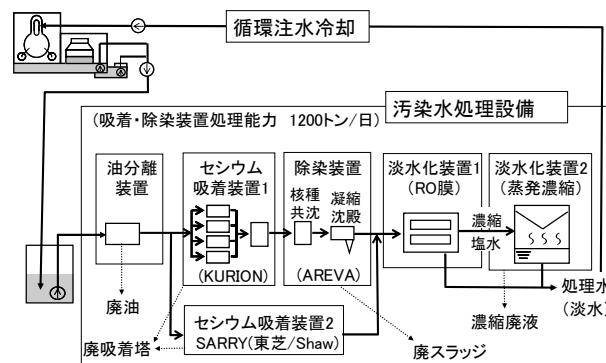 循環注水冷却
汚染水処理設備
(吸着・除染装置処理能力 1200トン/日)
油分離
装置
セシウム
吸着装置1
(KURION)
除染装置
核種
共沈
凝縮
沈殿
(AREVA)
淡水化装置1
(RO膜)
濃縮
塩水
淡水化装置2
(蒸発濃縮)
処理水
(淡水)
廃油
セシウム吸着装置2
SARRY(東芝/Shaw)
廃吸着塔
廃スラッジ
濃縮廃液